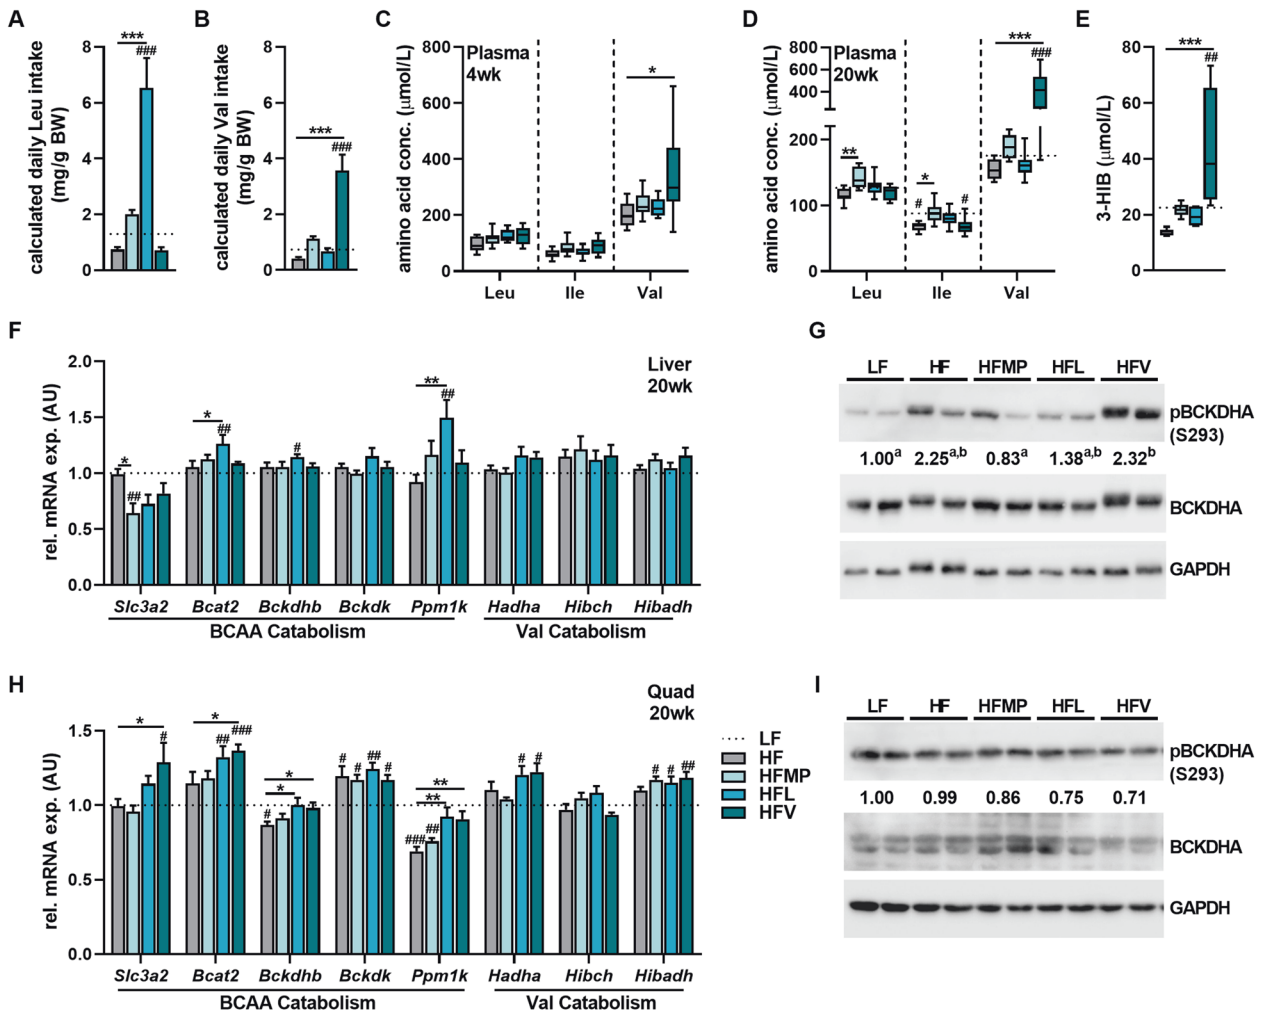 A
calculated daily Leu intake
(mg/g BW)
8
6
4
2
0
***
###
B
calculated daily Val intake
(mg/g BW)
8
6
4
2
0
***
###
C
amino acid conc. (µmol/L)
800
600
400
200
0
Plasma
4wk
*
Leu
Ile
Val
D
amino acid conc. (µmol/L)
800
600
400
200
100
0
Plasma
20wk
**
#
*
#
***
###
Leu
Ile
Val
E
3-HIB (µmol/L)
80
60
40
20
0
***
##
F
rel. mRNA exp. (AU)
2.0
1.5
1.0
0.5
0.0
Liver
20wk
*
##
*
##
#
**
##
Slc3a2 Bcat2 Bckdhb Bckdk Ppm1k Hadha Hibch Hibadh
BCAA Catabolism
Val Catabolism
G
LF HF HFMP HFL HFV
pBCKDHA
(S293)
1.00a 2.25a,b 0.83a 1.38a,b 2.32b
BCKDHA
GAPDH
H
rel. mRNA exp. (AU)
1.5
1.0
0.5
0.0
Quad
20wk
*
#
*
##
###
*
*
#
#
#
##
#
**
**
###
##
#
#
#
#
##
Slc3a2 Bcat2 Bckdhb Bckdk Ppm1k Hadha Hibch Hibadh
BCAA Catabolism
Val Catabolism
LF
HF
HFMP
HFL
HFV
I
LF HF HFMP HFL HFV
pBCKDHA
(S293)
1.00 0.99 0.86 0.75 0.71
BCKDHA
GAPDH